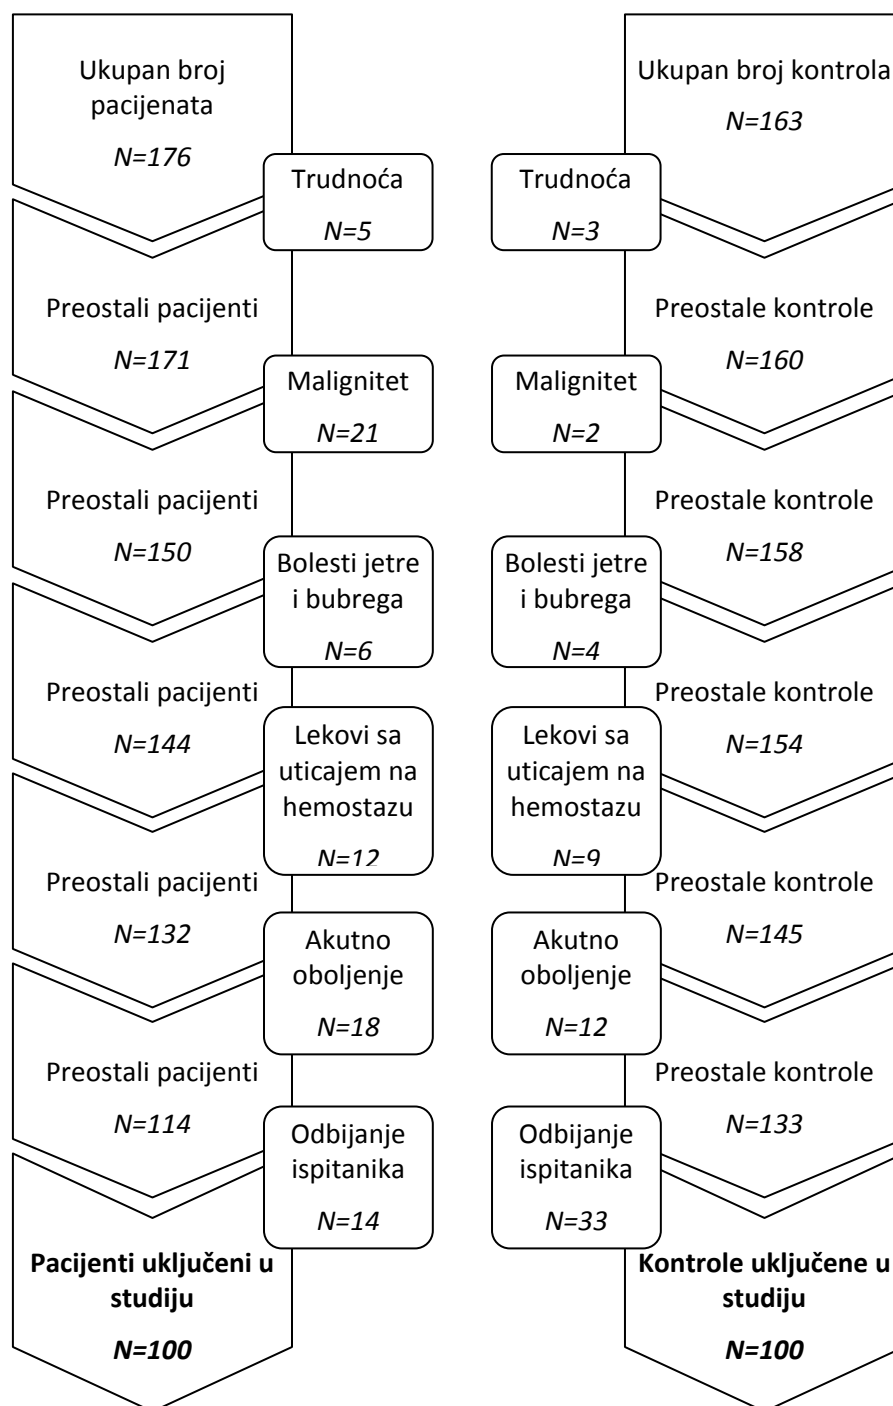 Ukupan broj
pacijenata
N=176
Trudnoća
N=5
Preostali pacijenti
N=171
Malignitet
N=21
Preostali pacijenti
N=150
Bolesti jetre
i bubrega
N=6
Preostali pacijenti
N=144
Lekovi sa
uticajem na
hemostazu
N=12
Preostali pacijenti
N=132
Akutno
oboljenje
N=18
Preostali pacijenti
N=114
Odbijanje
ispitanika
N=14
Pacijenti uključeni u
studiju
N=100
Ukupan broj kontrola
N=163
Trudnoća
N=3
Preostale kontrole
N=160
Malignitet
N=2
Preostale kontrole
N=158
Bolesti jetre
i bubrega
N=4
Preostale kontrole
N=154
Lekovi sa
uticajem na
hemostazu
N=9
Preostale kontrole
N=145
Akutno
oboljenje
N=12
Preostale kontrole
N=133
Odbijanje
ispitanika
N=33
Kontrole uključene u
studiju
N=100